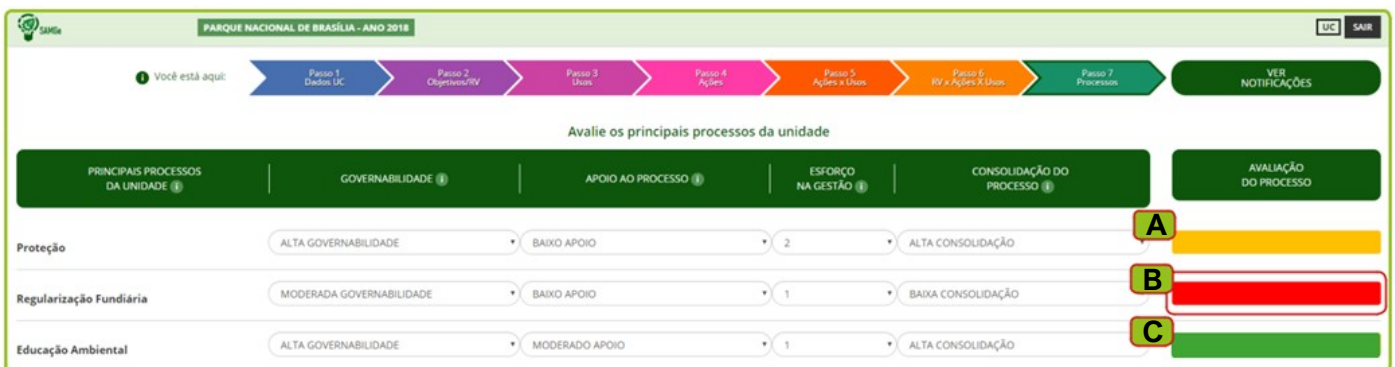 SAMGe
PARQUE NACIONAL DE BRASÍLIA - ANO 2018
UC SAIR
i Você está aqui:
Passo 1
Dados UC
Passo 2
Objetivos/RV
Passo 3
Usos
Passo 4
Ações
Passo 5
Ações x Usos
Passo 6
RV x Ações X Usos
Passo 7
Processos
VER
NOTIFICAÇÕES
Avalie os principais processos da unidade
PRINCIPAIS PROCESSOS
DA UNIDADE i
GOVERNABILIDADE i
APOIO AO PROCESSO i
ESFORÇO
NA GESTÃO i
CONSOLIDAÇÃO DO
PROCESSO i
AVALIAÇÃO
DO PROCESSO
Proteção ALTA GOVERNABILIDADE BAIXO APOIO 2 ALTA CONSOLIDAÇÃO A
Regularização Fundiária MODERADA GOVERNABILIDADE BAIXO APOIO 1 BAIXA CONSOLIDAÇÃO B
Educação Ambiental ALTA GOVERNABILIDADE MODERADO APOIO 1 ALTA CONSOLIDAÇÃO C